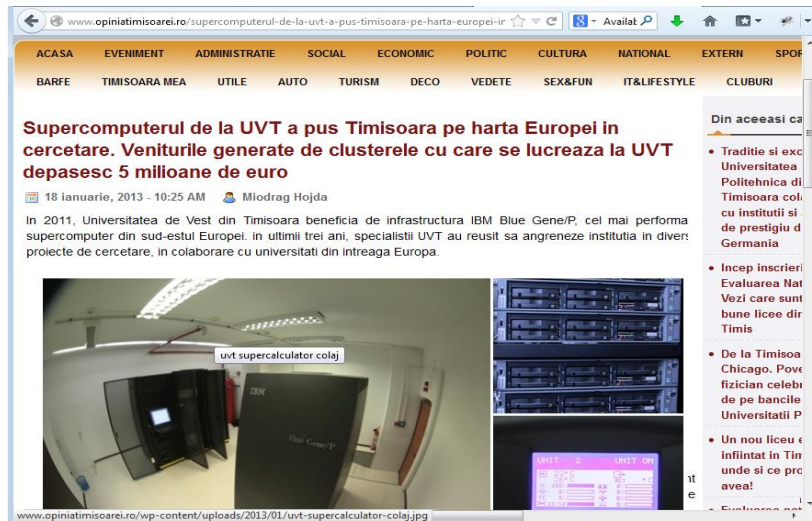 www.opiniatimisoarei.ro/supercomputerul-de-la-uvt-a-pus-timisoara-pe-harta-europei-ir
Availat
ACASA EVENIMENT ADMINISTRATIE SOCIAL ECONOMIC POLITIC CULTURA NATIONAL EXTERN SPOR
BARFE TIMISOARA MEA UTILE AUTO TURISM DECO VEDETE SEX&FUN IT&LIFESTYLE CLUBURI
Supercomputerul de la UVT a pus Timisoara pe harta Europei in
cercetare. Veniturile generate de clusterele cu care se lucreaza la UVT
depasesc 5 milioane de euro
18 ianuarie, 2013 - 10:25 AM Miodrag Hojda
In 2011, Universitatea de Vest din Timisoara beneficia de infrastructura IBM Blue Gene/P, cel mai performa
supercomputer din sud-estul Europei. in ultimii trei ani, specialistii UVT au reusit sa angreneze institutia in divers
proiecte de cercetare, in colaborare cu universitati din intreaga Europa.
uvt supercalculator colaj
IBM
Blue Gene/P
UNIT 2 UNIT ON
nt
e
www.opiniatimisoarei.ro/wp-content/uploads/2013/01/uvt-supercalculator-colaj.jpg
Din aceeasi ca
Traditie si exc
Universitatea
Politehnica di
Timisoara cola
cu institutii si
de prestigiu d
Germania
Incep inscrieri
Evaluarea Nat
Vezi care sunt
bune licee din
Timis
De la Timisoa
Chicago. Pove
fizician celebr
de pe bancile
Universitatii P
Un nou liceu e
infiintat in Tim
unde si ce pro
avea!